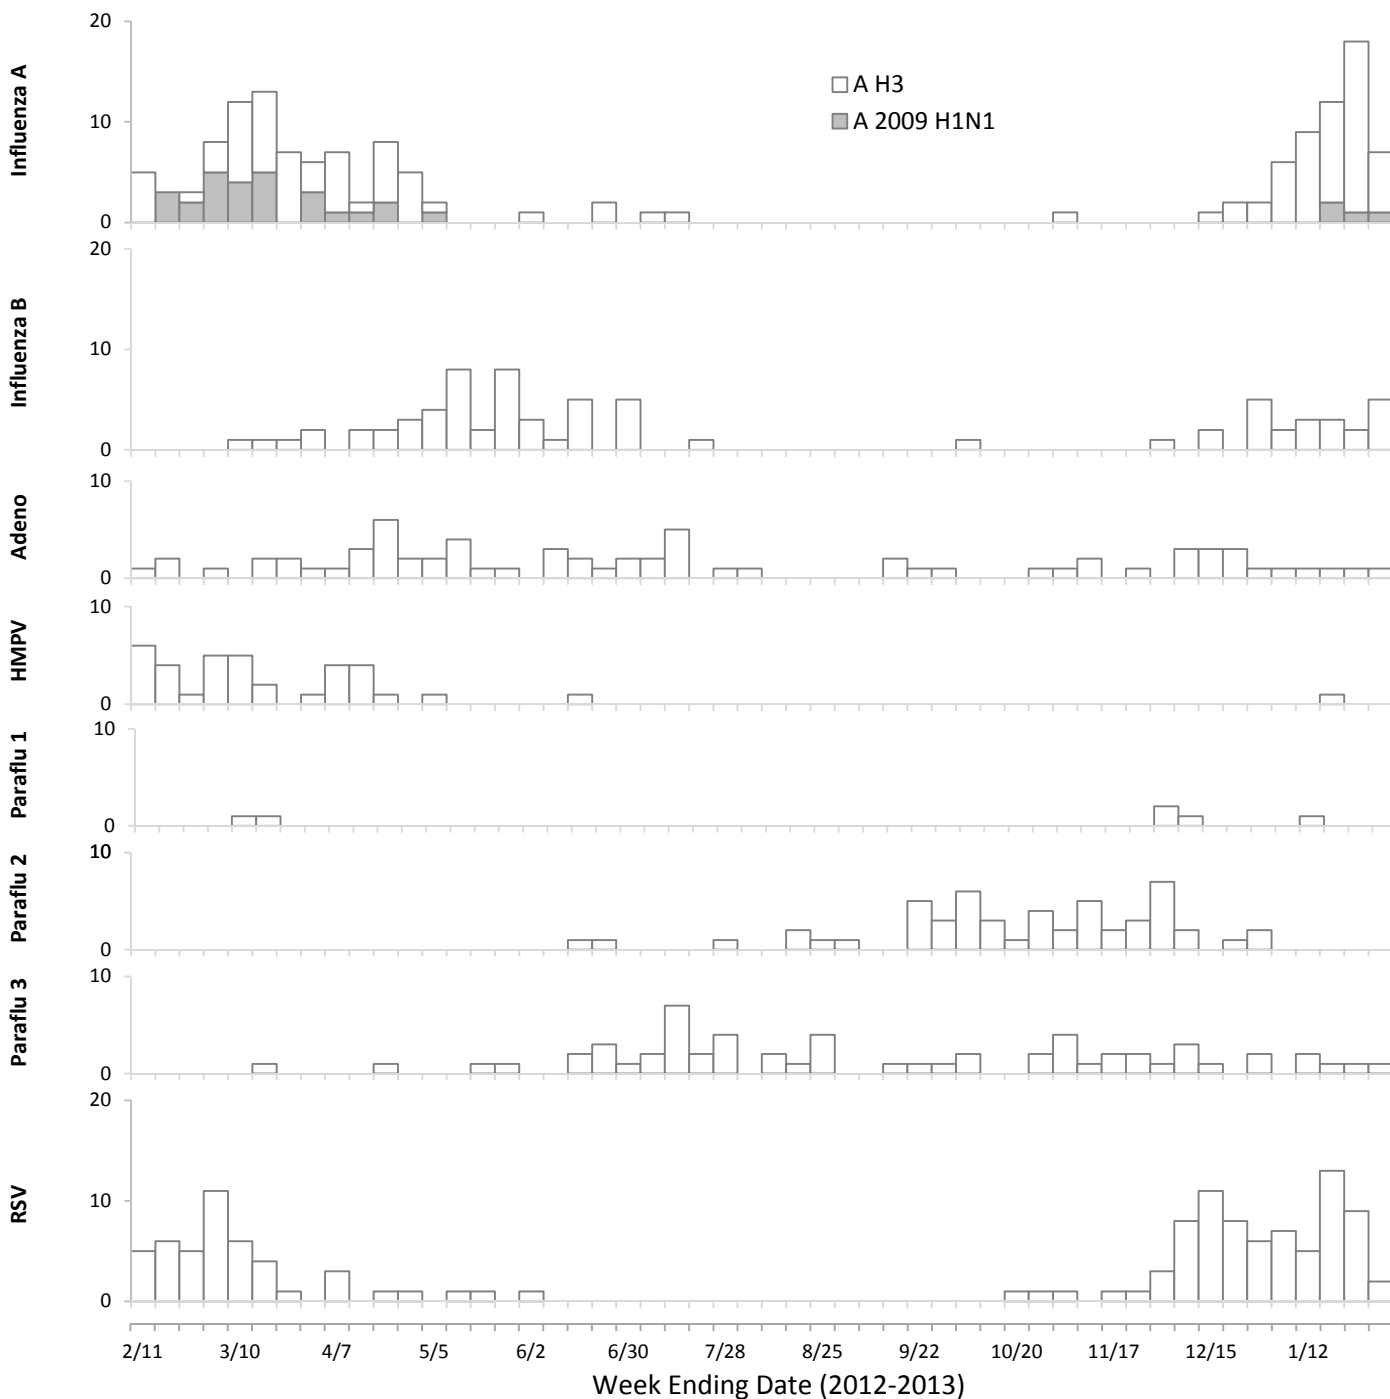 20
10
0
Influenza A
A H3
A 2009 H1N1
20
10
0
Influenza B
10
0
Adeno
10
0
HMPV
10
0
Paraflu 1
10
0
Paraflu 2
10
0
Paraflu 3
20
10
0
RSV
2/11 3/10 4/7 5/5 6/2 6/30 7/28 8/25 9/22 10/20 11/17 12/15 1/12
Week Ending Date (2012-2013)